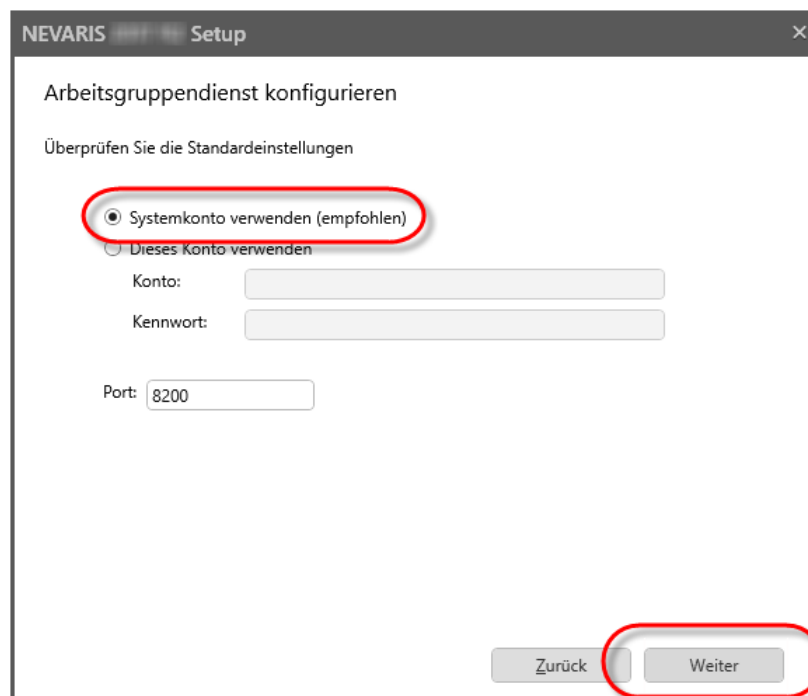 NEVARIS Setup
Arbeitsgruppendienst konfigurieren
Überprüfen Sie die Standardeinstellungen
Systemkonto verwenden (empfohlen)
Dieses Konto verwenden
Konto:
Kennwort:
Port: 8200
Zurück Weiter